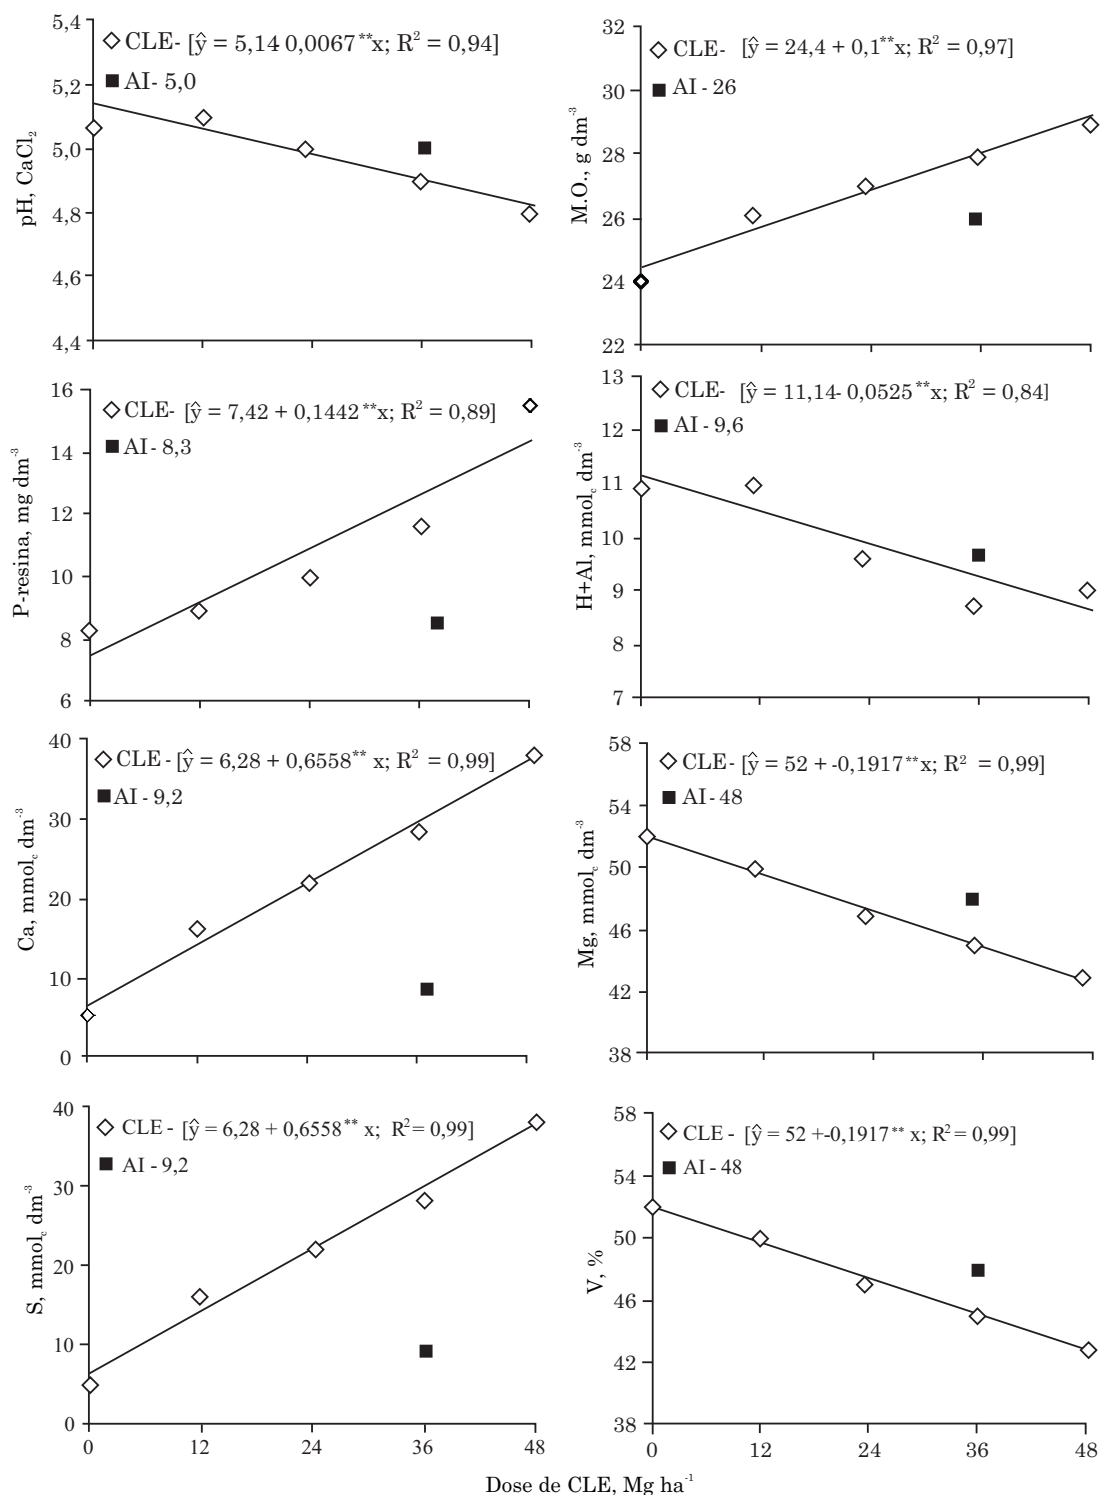 5,4
5,2
5,0
4,8
4,6
4,4
pH, CaCl2
CLE- [ŷ = 5,14 0,0067 **x; R² = 0,94]
AI- 5,0
32
30
28
26
24
22
M.O., g dm⁻³
CLE- [ŷ = 24,4 + 0,1**x; R² = 0,97]
AI - 26
16
14
12
10
8
6
P-resina, mg dm⁻³
CLE- [ŷ = 7,42 + 0,1442 **x; R² = 0,89]
AI- 8,3
13
12
11
10
9
8
7
H+Al, mmolc dm⁻³
CLE- [ŷ = 11,14- 0,0525 **x; R² = 0,84]
AI - 9,6
40
30
20
10
0
Ca, mmolc dm⁻³
CLE - [ŷ = 6,28 + 0,6558** x; R² = 0,99]
AI - 9,2
58
54
50
46
42
38
Mg, mmolc dm⁻³
CLE- [ŷ = 52 + -0,1917**x; R² = 0,99]
AI - 48
40
30
20
10
0
S, mmolc dm⁻³
CLE - [ŷ = 6,28 + 0,6558** x; R² = 0,99]
AI - 9,2
0 12 24 36 48
58
54
50
46
42
38
V, %
CLE - [ŷ = 52 +-0,1917** x; R² = 0,99]
AI - 48
0 12 24 36 48
Dose de CLE, Mg ha⁻¹